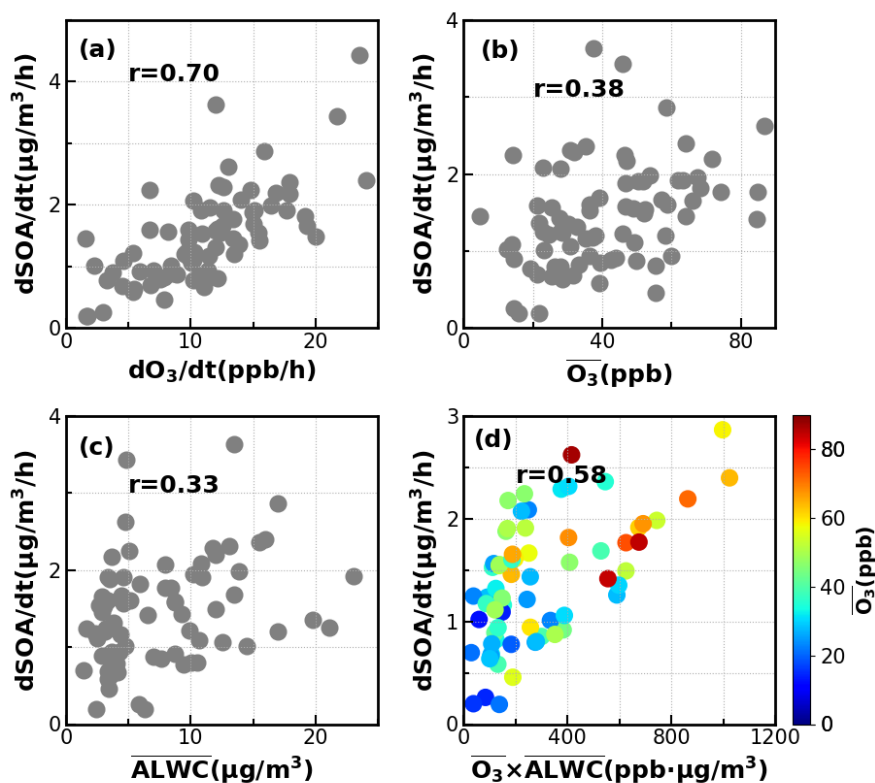 (a)
r=0.70
dSOA/dt(μg/m³/h)
0
2
4
0
10
20
dO₃/dt(ppb/h)
(b)
r=0.38
dSOA/dt(μg/m³/h)
0
2
4
0
40
80
O₃(ppb)
(c)
r=0.33
dSOA/dt(μg/m³/h)
0
2
4
0
10
20
ALWC(μg/m³)
(d)
r=0.58
dSOA/dt(μg/m³/h)
0
1
2
3
0
400
800
1200
O₃×ALWC(ppb·μg/m³)
0
20
40
60
80
O₃(ppb)